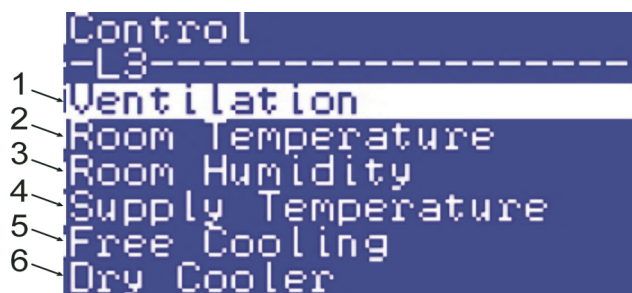 Control
-L3--------------------
1 Ventilation
2 Room Temperature
3 Room Humidity
4 Supply Temperature
5 Free Cooling
6 Dry Cooler